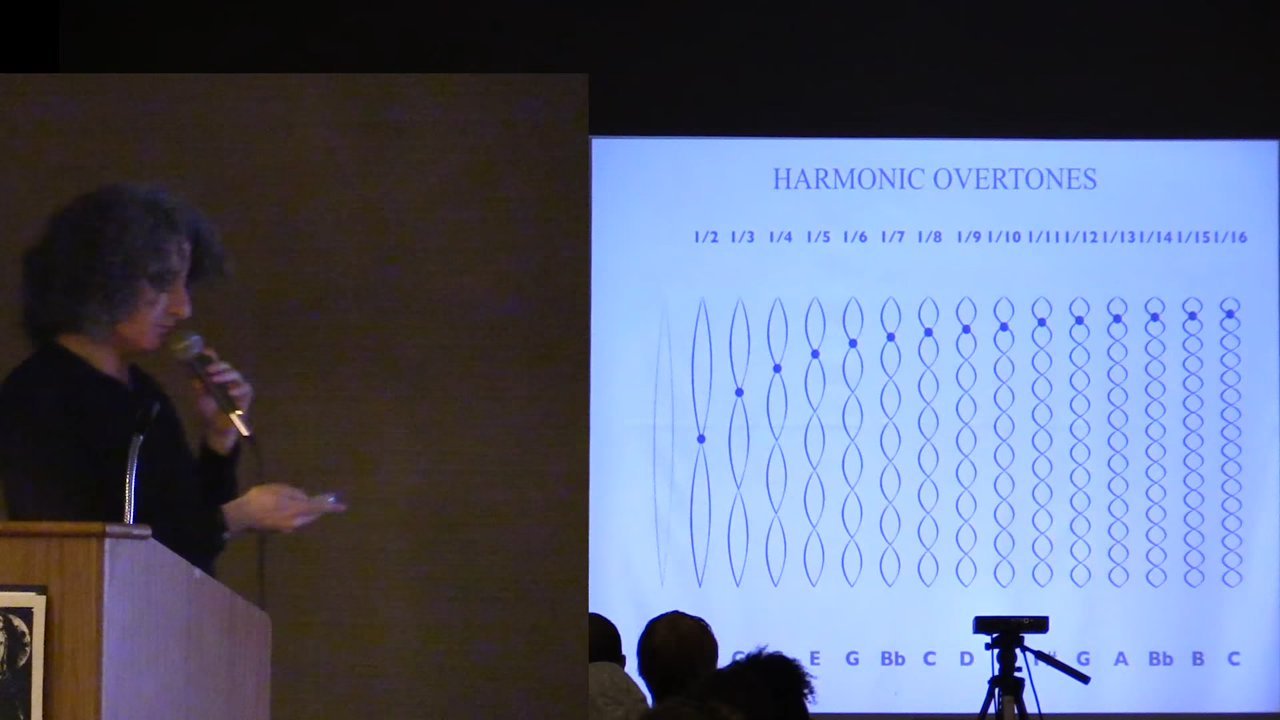 HARMONIC OVERTONES
1/2 1/3 1/4 1/5 1/6 1/7 1/8 1/9 1/10 1/11 1/12 1/13 1/14 1/15 1/16
E G Bb C D G A Bb B C